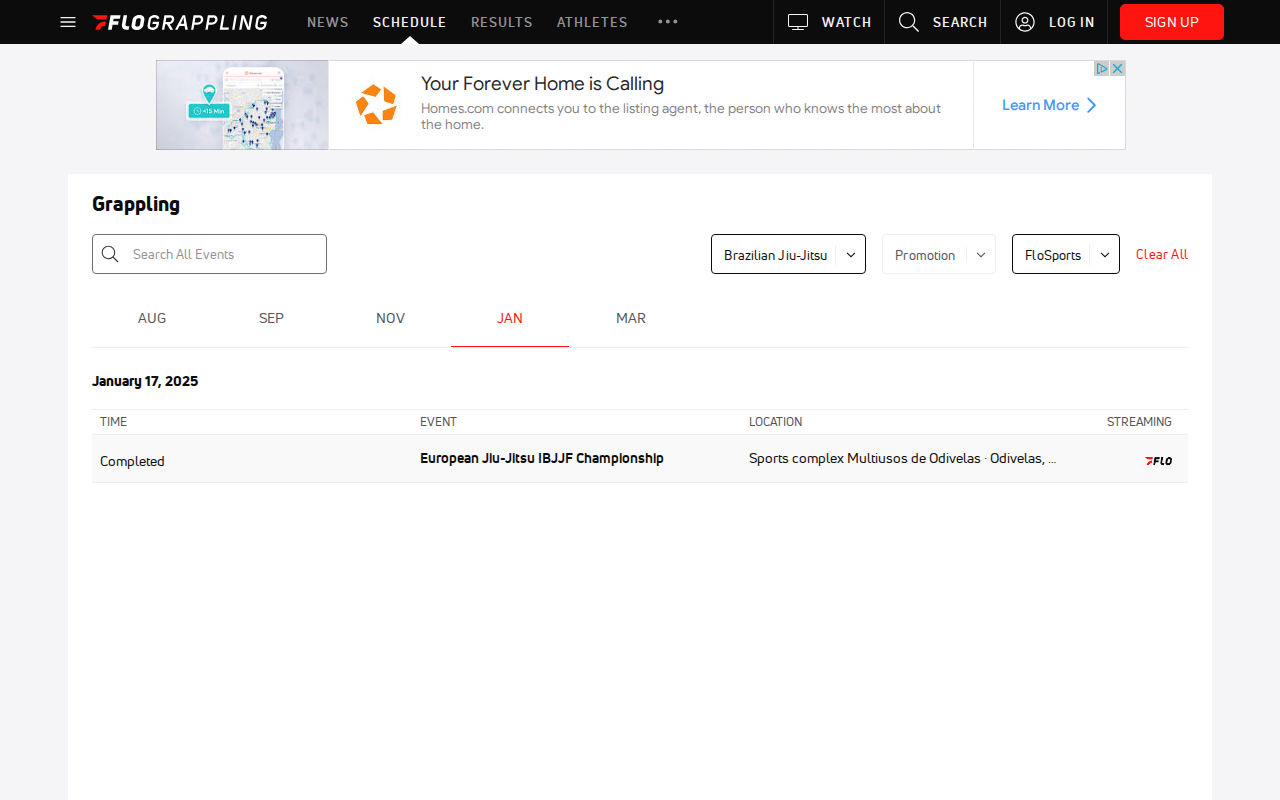 FLOGRAPPLING NEWS SCHEDULE RESULTS ATHLETES WATCH SEARCH LOG IN SIGN UP
<15 Min
Your Forever Home is Calling
Homes.com connects you to the listing agent, the person who knows the most about
the home.
Learn More
Grappling
Search All Events Brazilian Jiu-Jitsu Promotion FloSports Clear All
AUG SEP NOV JAN MAR
January 17, 2025
TIME EVENT LOCATION STREAMING
Completed European Jiu-Jitsu IBJJF Championship Sports complex Multiusos de Odivelas · Odivelas, ... FLO